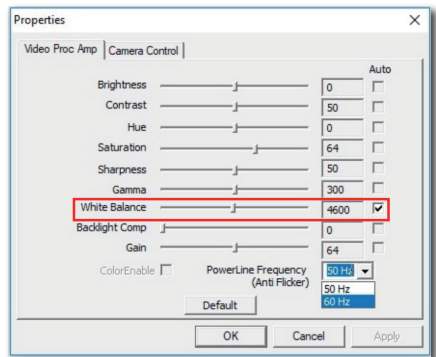 Properties
Video Proc Amp Camera Control
Auto
Brightness 0
Contrast 50
Hue 0
Saturation 64
Sharpness 50
Gamma 300
White Balance 4600
Backlight Comp 0
Gain 64
ColorEnable PowerLine Frequency 50 Hz
(Anti Flicker)
50 Hz
60 Hz
Default
OK Cancel Apply